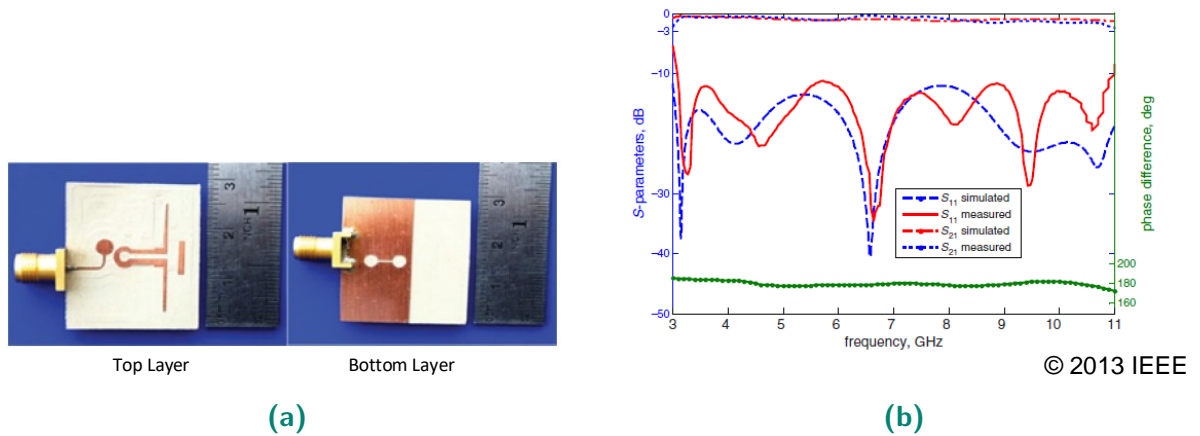 Top Layer
Bottom Layer
(a)
0
-3
-10
-30
-40
-50
S-parameters, dB
3 4 5 6 7 8 9 10 11
frequency, GHz
200
180
160
phase difference, deg
S11 simulated
S11 measured
S21 simulated
S21 measured
© 2013 IEEE
(b)
1 2 3
1
1 2 3
1